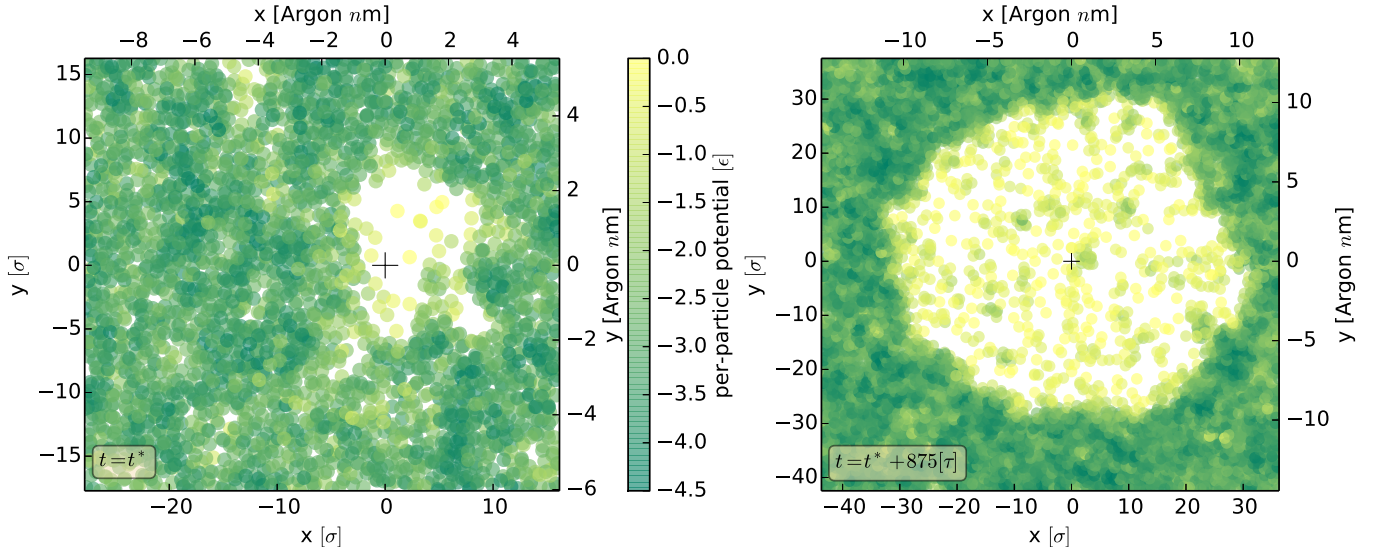 x [Argon nm]
−8 −6 −4 −2 0 2 4
15
10
5
0
−5
−10
−15
y [σ]
−20 −10 0 10
x [σ]
4
2
0
−2
−4
−6
y [Argon nm]
t=t*
0.0
−0.5
−1.0
−1.5
−2.0
−2.5
−3.0
−3.5
−4.0
−4.5
per-particle potential [ϵ]
x [Argon nm]
−10 −5 0 5 10
30
20
10
0
−10
−20
−30
−40
y [σ]
−40 −30 −20 −10 0 10 20 30
x [σ]
10
5
0
−5
−10
y [Argon nm]
t=t* +875[τ]